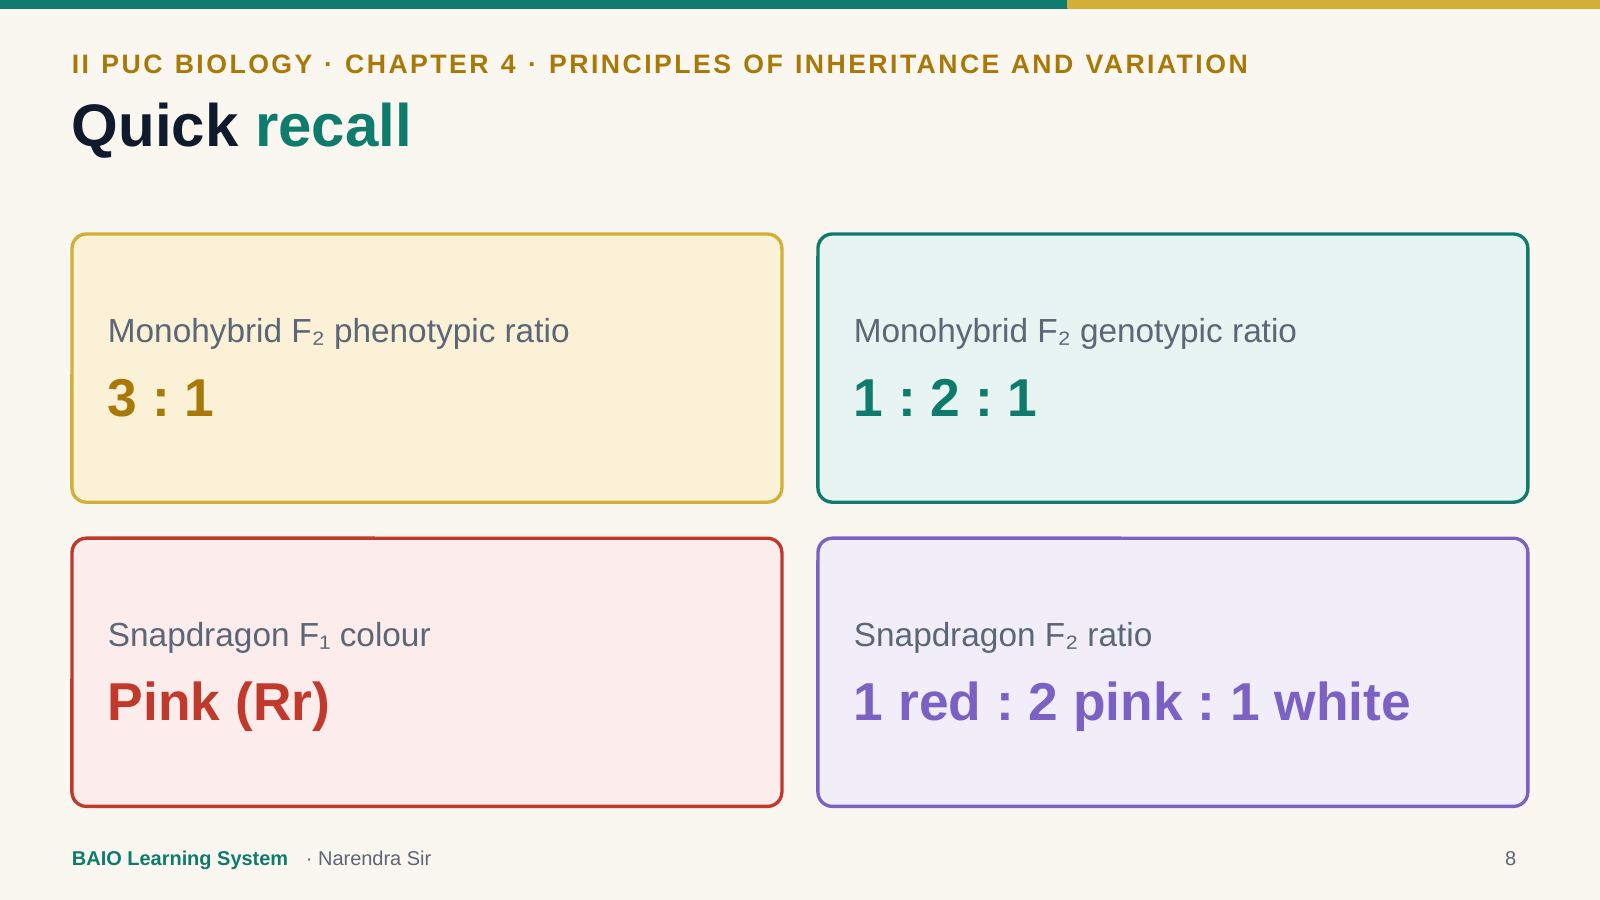 II PUC BIOLOGY · CHAPTER 4 · PRINCIPLES OF INHERITANCE AND VARIATION
Quick recall
Monohybrid F₂ phenotypic ratio
3 : 1
Monohybrid F₂ genotypic ratio
1 : 2 : 1
Snapdragon F₁ colour
Pink (Rr)
Snapdragon F₂ ratio
1 red : 2 pink : 1 white
BAIO Learning System · Narendra Sir
8